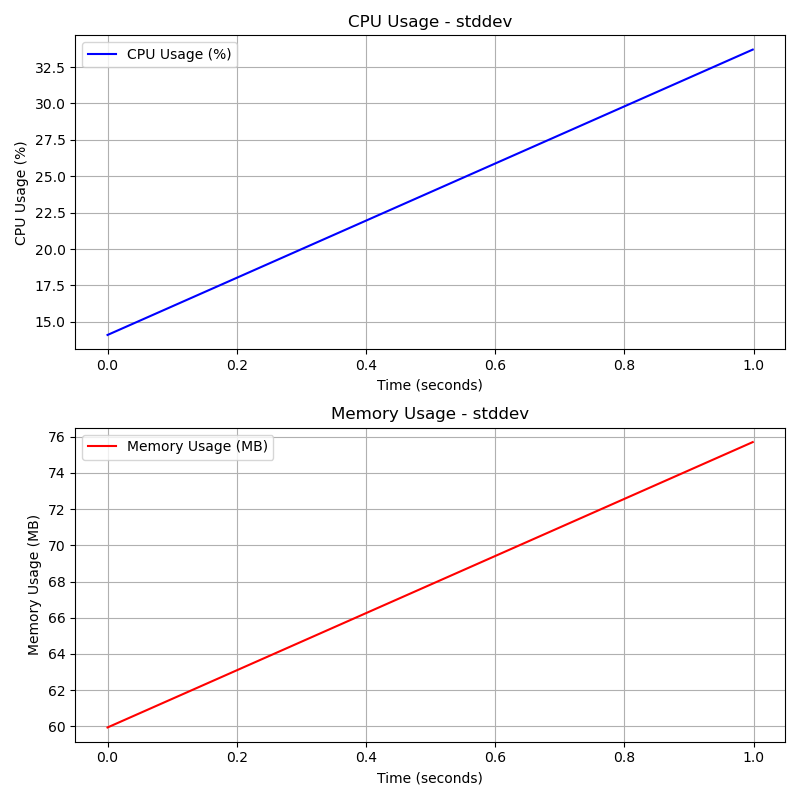 CPU Usage - stddev
CPU Usage (%)
32.5
30.0
27.5
25.0
22.5
20.0
17.5
15.0
CPU Usage (%)
0.0 0.2 0.4 0.6 0.8 1.0
Time (seconds)
Memory Usage - stddev
Memory Usage (MB)
76
74
72
70
68
66
64
62
60
Memory Usage (MB)
0.0 0.2 0.4 0.6 0.8 1.0
Time (seconds)